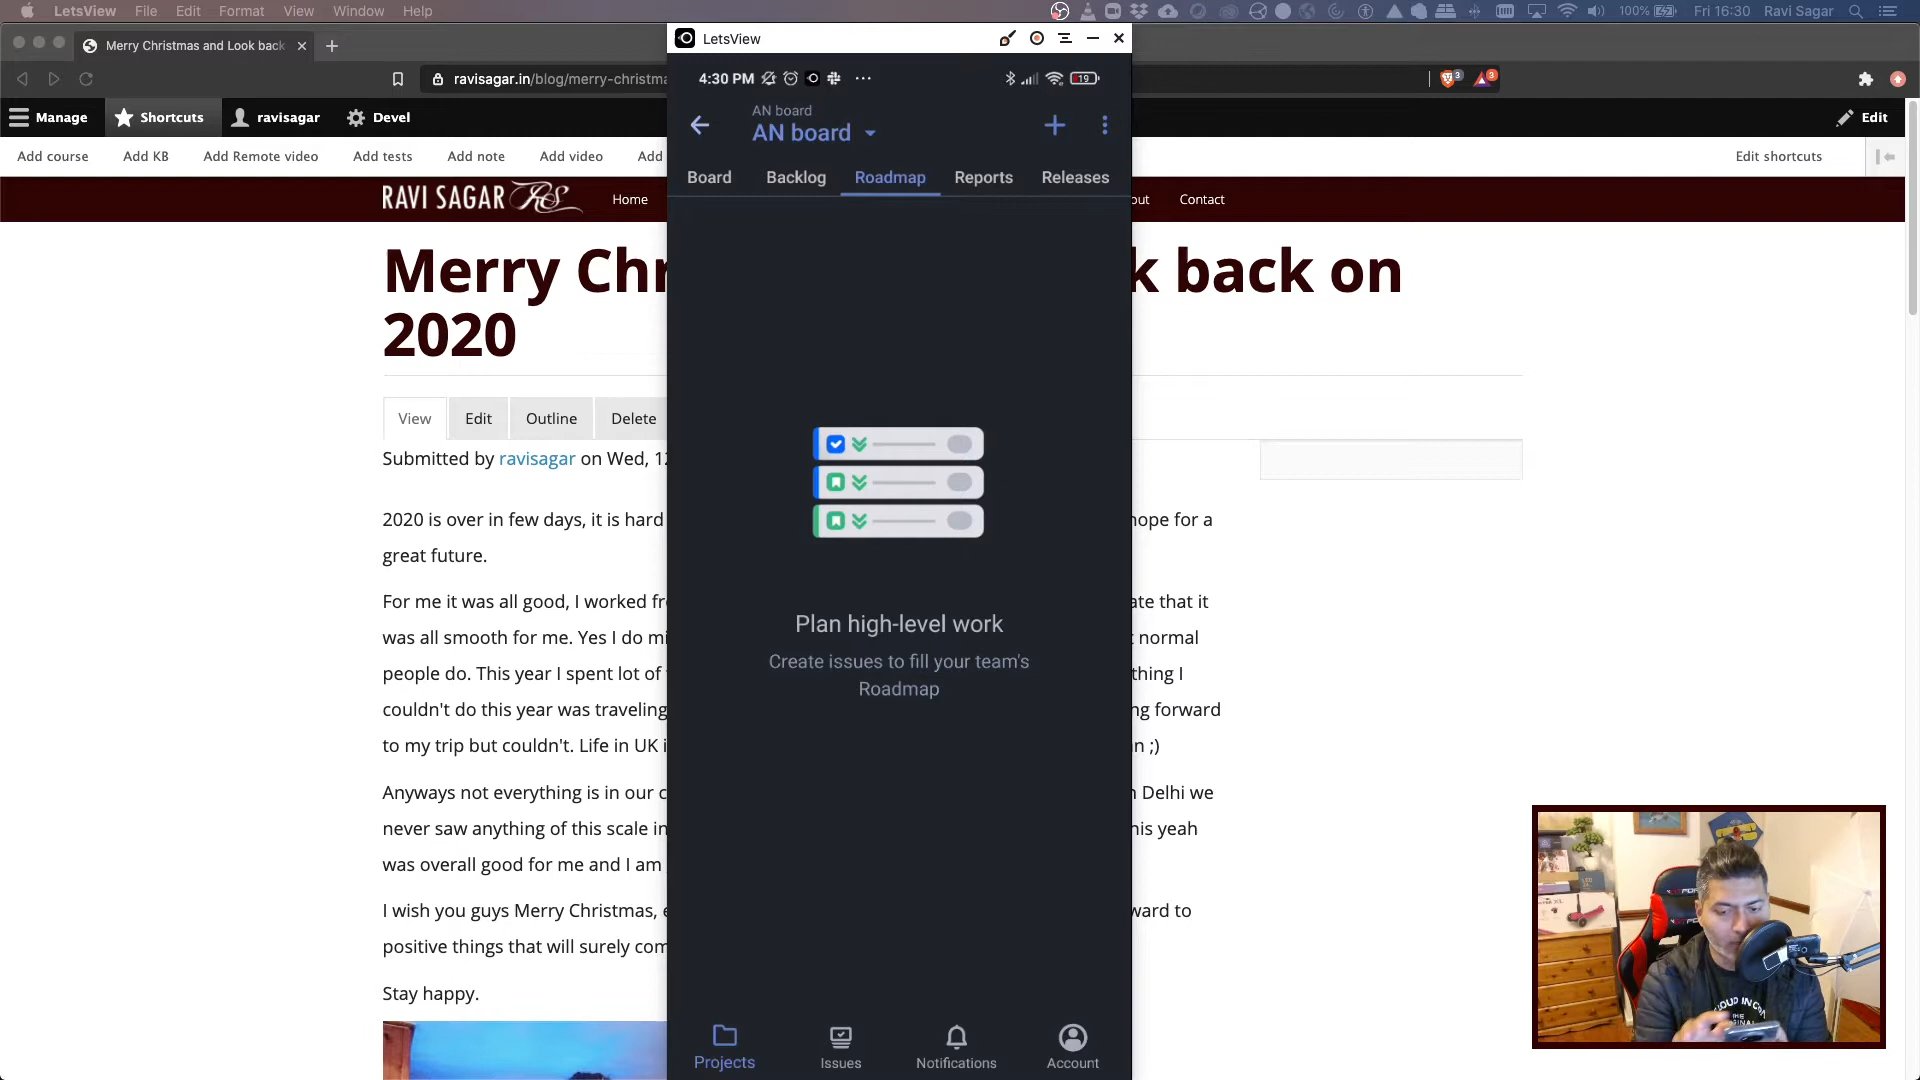 LetsView File Edit Format View Window Help
100% Fri 16:30 Ravi Sagar
Merry Christmas and Look back
ravisagar.in/blog/merry-christma
3 3
Manage Shortcuts ravisagar Devel Edit
Add course Add KB Add Remote video Add tests Add note Add video Add
Edit shortcuts
RAVI SAGAR RS Home out Contact
Merry Chr k back on
2020
View Edit Outline Delete
Submitted by ravisagar on Wed, 12
2020 is over in few days, it is hard hope for a
great future.
For me it was all good, I worked fr ate that it
was all smooth for me. Yes I do mi normal
people do. This year I spent lot of thing I
couldn't do this year was traveling ng forward
to my trip but couldn't. Life in UK i n ;)
Anyways not everything is in our c n Delhi we
never saw anything of this scale in his yeah
was overall good for me and I am
I wish you guys Merry Christmas, e ward to
positive things that will surely com
Stay happy.
LetsView
4:30 PM 19
AN board
AN board
Board Backlog Roadmap Reports Releases
Plan high-level work
Create issues to fill your team's
Roadmap
Projects Issues Notifications Account